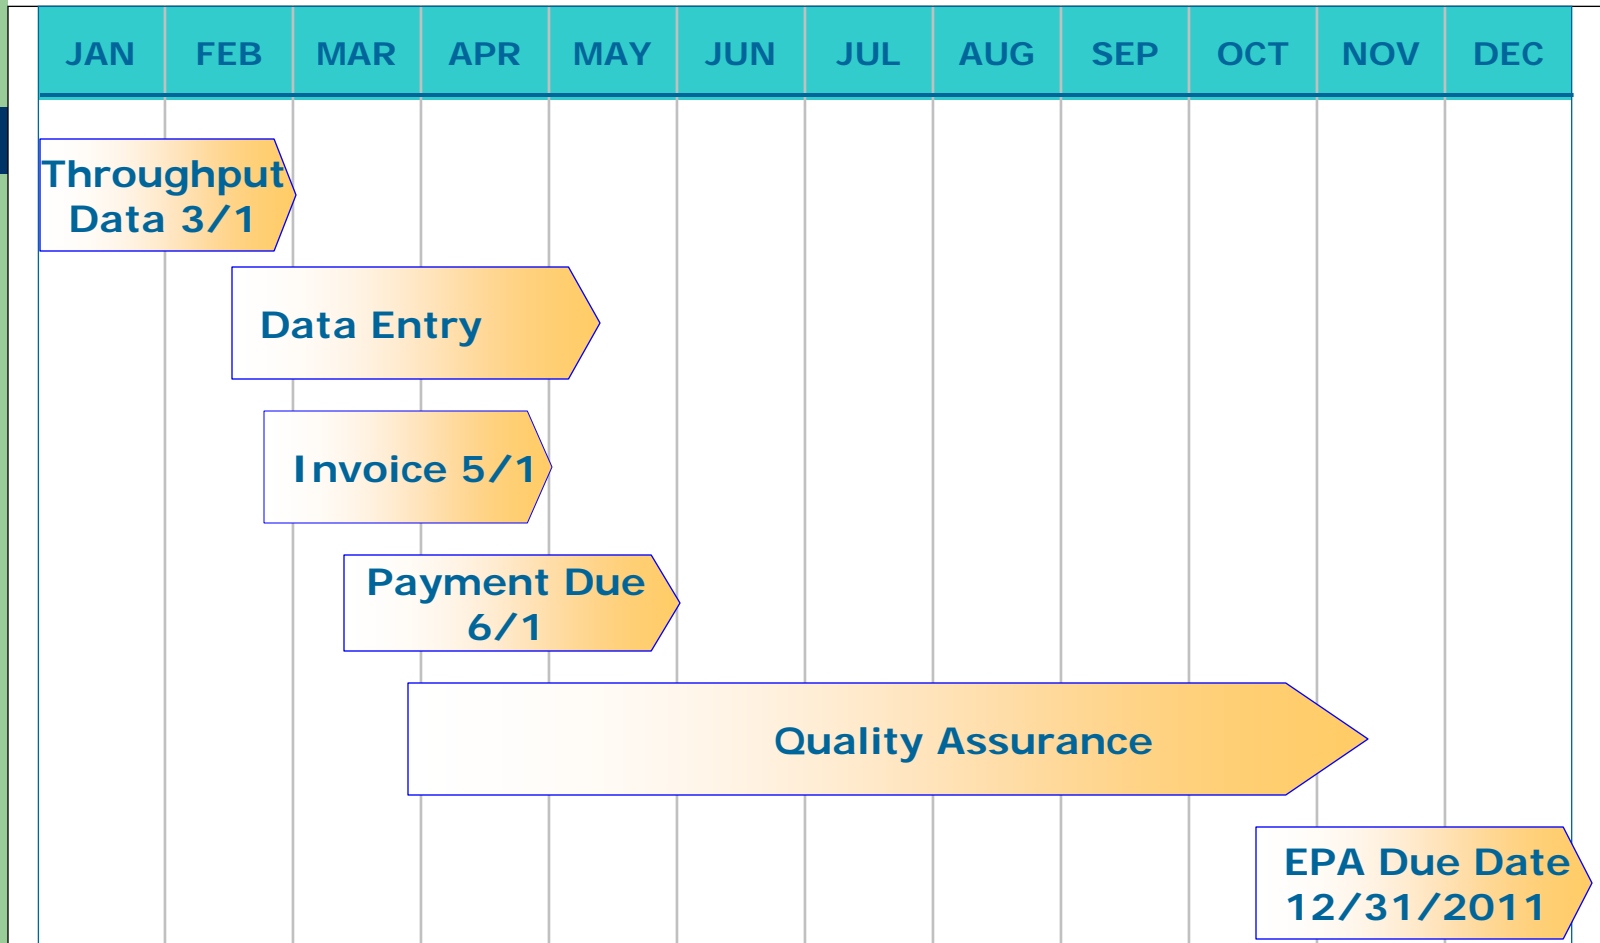 JAN FEB MAR APR MAY JUN JUL AUG SEP OCT NOV DEC
Throughput
Data 3/1
Data Entry
Invoice 5/1
Payment Due
6/1
Quality Assurance
EPA Due Date
12/31/2011